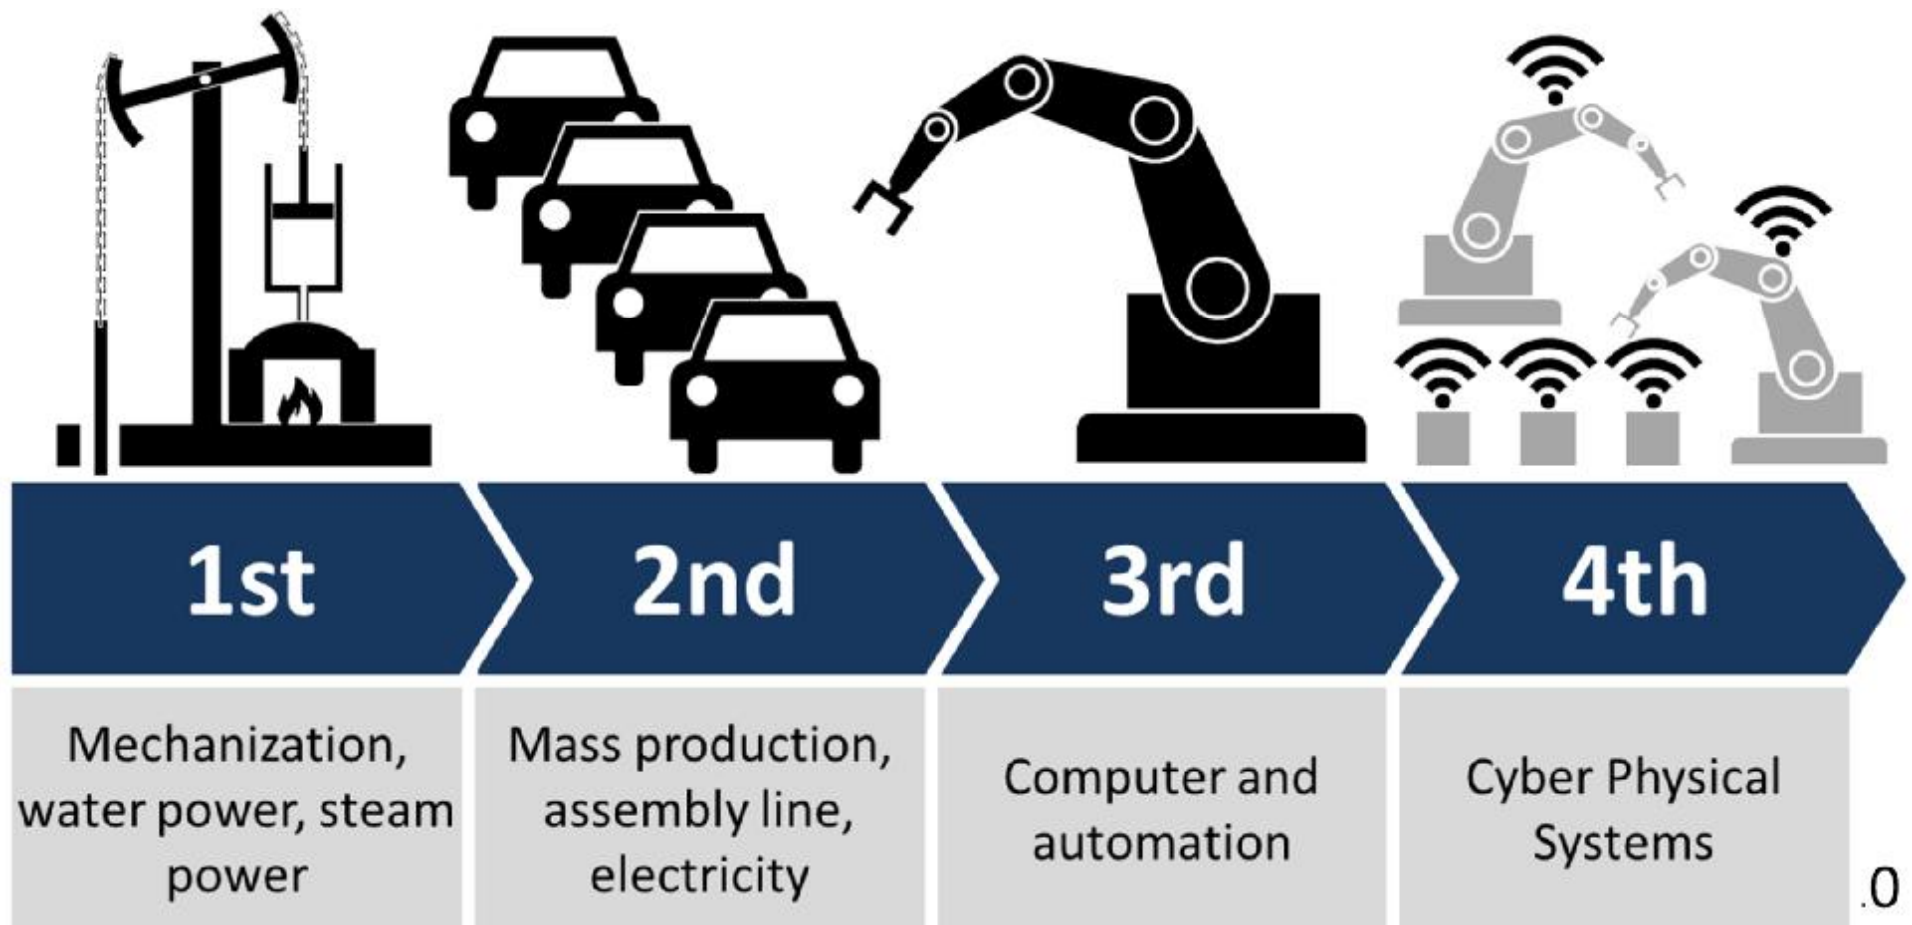 1st
2nd
3rd
4th
Mechanization,
water power, steam
power
Mass production,
assembly line,
electricity
Computer and
automation
Cyber Physical
Systems
.0